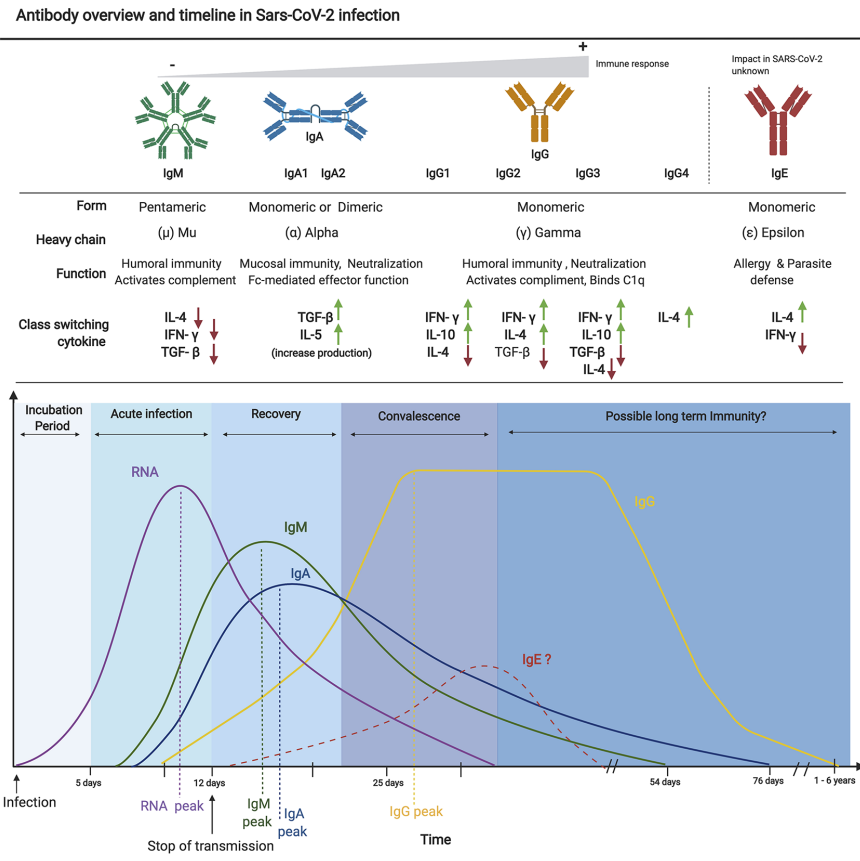 Antibody overview and timeline in Sars-CoV-2 infection
- + Immune response
Impact in SARS-CoV-2
unknown
IgA
IgG
IgM IgA1 IgA2 IgG1 IgG2 IgG3 IgG4 IgE
Form Pentameric Monomeric or Dimeric Monomeric Monomeric
Heavy chain (μ) Mu (α) Alpha (γ) Gamma (ε) Epsilon
Function Humoral immunity Mucosal immunity, Neutralization Humoral immunity , Neutralization Allergy & Parasite
Activates complement Fc-mediated effector function Activates compliment, Binds C1q defense
Class switching
cytokine
IL-4 TGF-β IFN- γ IFN- γ IFN- γ IL-4 IL-4
IFN- γ IL-5 IL-10 IL-4 IL-10 IFN-γ
TGF- β (increase production) IL-4 TGF-β TGF-β
IL-4
Incubation
Period
Acute infection Recovery Convalescence Possible long term Immunity?
RNA
IgG
IgM
IgA
IgE ?
5 days 12 days 25 days 54 days 76 days 1 - 6 years
Infection
RNA peak
IgM
peak
IgA
peak
IgG peak
Stop of transmission
Time